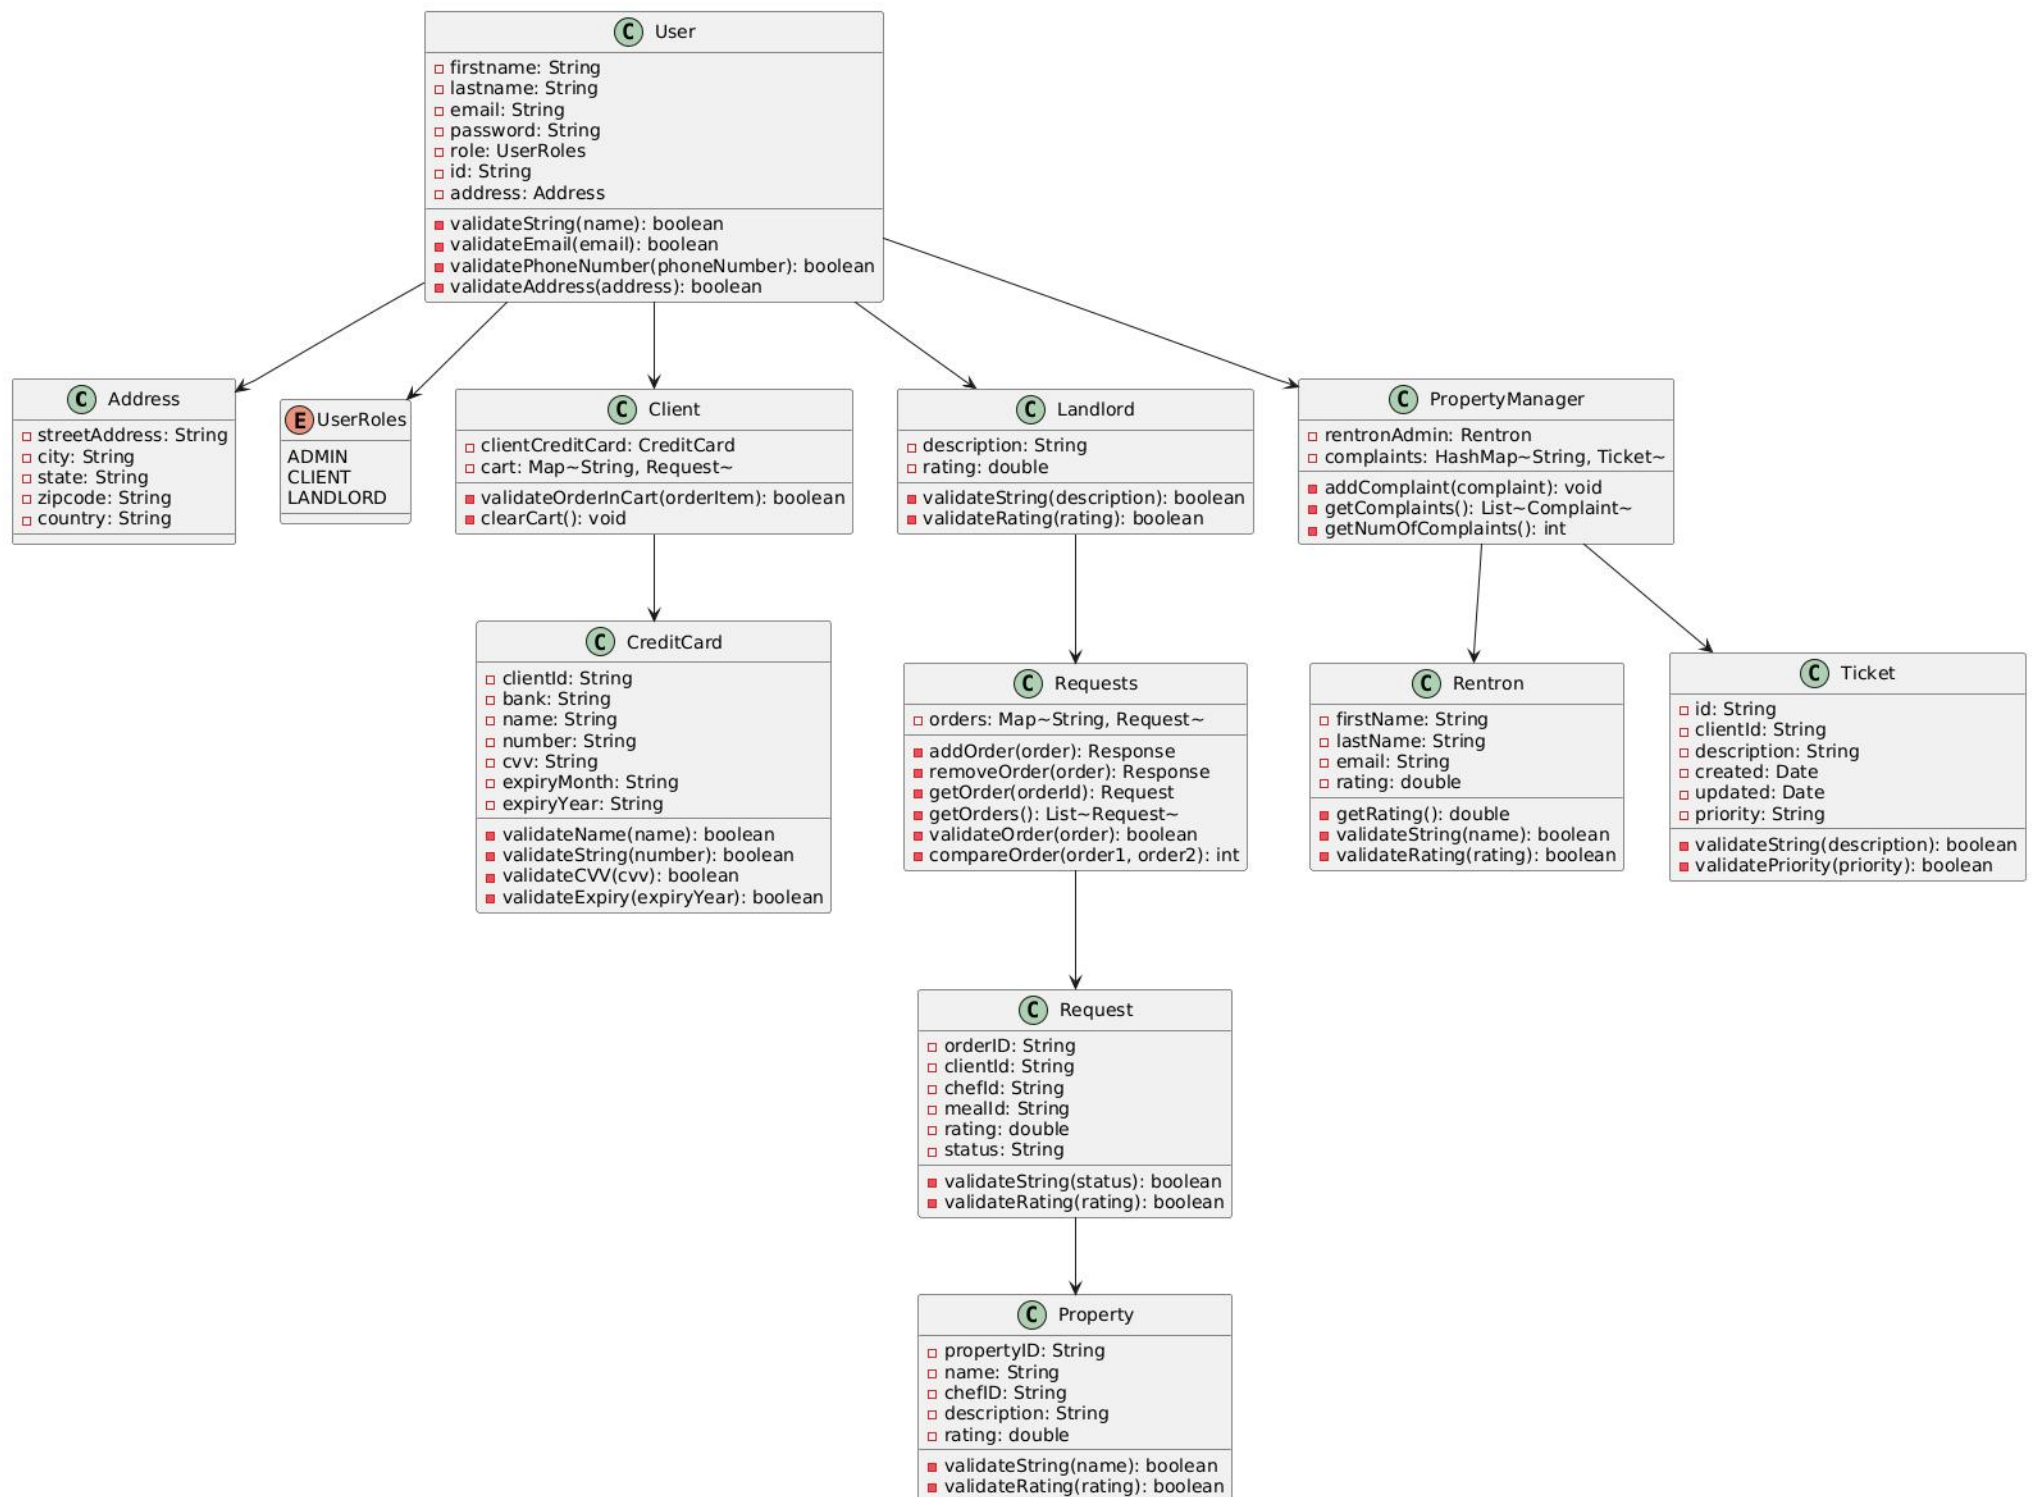 C User
firstname: String
lastname: String
email: String
password: String
role: UserRoles
id: String
address: Address
validateString(name): boolean
validateEmail(email): boolean
validatePhoneNumber(phoneNumber): boolean
validateAddress(address): boolean
C Address
streetAddress: String
city: String
state: String
zipcode: String
country: String
E UserRoles
ADMIN
CLIENT
LANDLORD
C Client
clientCreditCard: CreditCard
cart: Map~String, Request~
validateOrderInCart(orderItem): boolean
clearCart(): void
C Landlord
description: String
rating: double
validateString(description): boolean
validateRating(rating): boolean
C PropertyManager
rentronAdmin: Rentron
complaints: HashMap~String, Ticket~
addComplaint(complaint): void
getComplaints(): List~Complaint~
getNumOfComplaints(): int
C CreditCard
clientId: String
bank: String
name: String
number: String
cvv: String
expiryMonth: String
expiryYear: String
validateName(name): boolean
validateString(number): boolean
validateCVV(cvv): boolean
validateExpiry(expiryYear): boolean
C Requests
orders: Map~String, Request~
addOrder(order): Response
removeOrder(order): Response
getOrder(orderId): Request
getOrders(): List~Request~
validateOrder(order): boolean
compareOrder(order1, order2): int
C Rentron
firstName: String
lastName: String
email: String
rating: double
getRating(): double
validateString(name): boolean
validateRating(rating): boolean
C Ticket
id: String
clientId: String
description: String
created: Date
updated: Date
priority: String
validateString(description): boolean
validatePriority(priority): boolean
C Request
orderID: String
clientId: String
chefId: String
mealId: String
rating: double
status: String
validateString(status): boolean
validateRating(rating): boolean
C Property
propertyID: String
name: String
chefID: String
description: String
rating: double
validateString(name): boolean
validateRating(rating): boolean